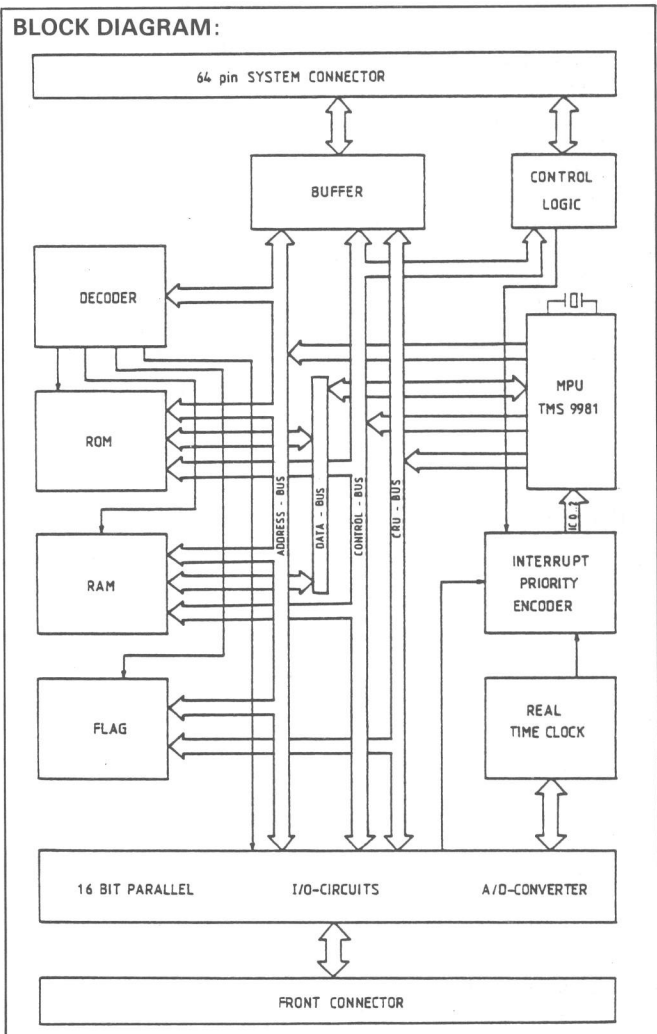 BLOCK DIAGRAM:
64 pin SYSTEM CONNECTOR
BUFFER
CONTROL
LOGIC
DECODER
MPU
TMS 9981
ROM
ADDRESS - BUS
DATA - BUS
CONTROL - BUS
CRU - BUS
IC 0..2
INTERRUPT
PRIORITY
ENCODER
RAM
FLAG
REAL
TIME CLOCK
16 BIT PARALLEL
I/O-CIRCUITS
A/D-CONVERTER
FRONT CONNECTOR